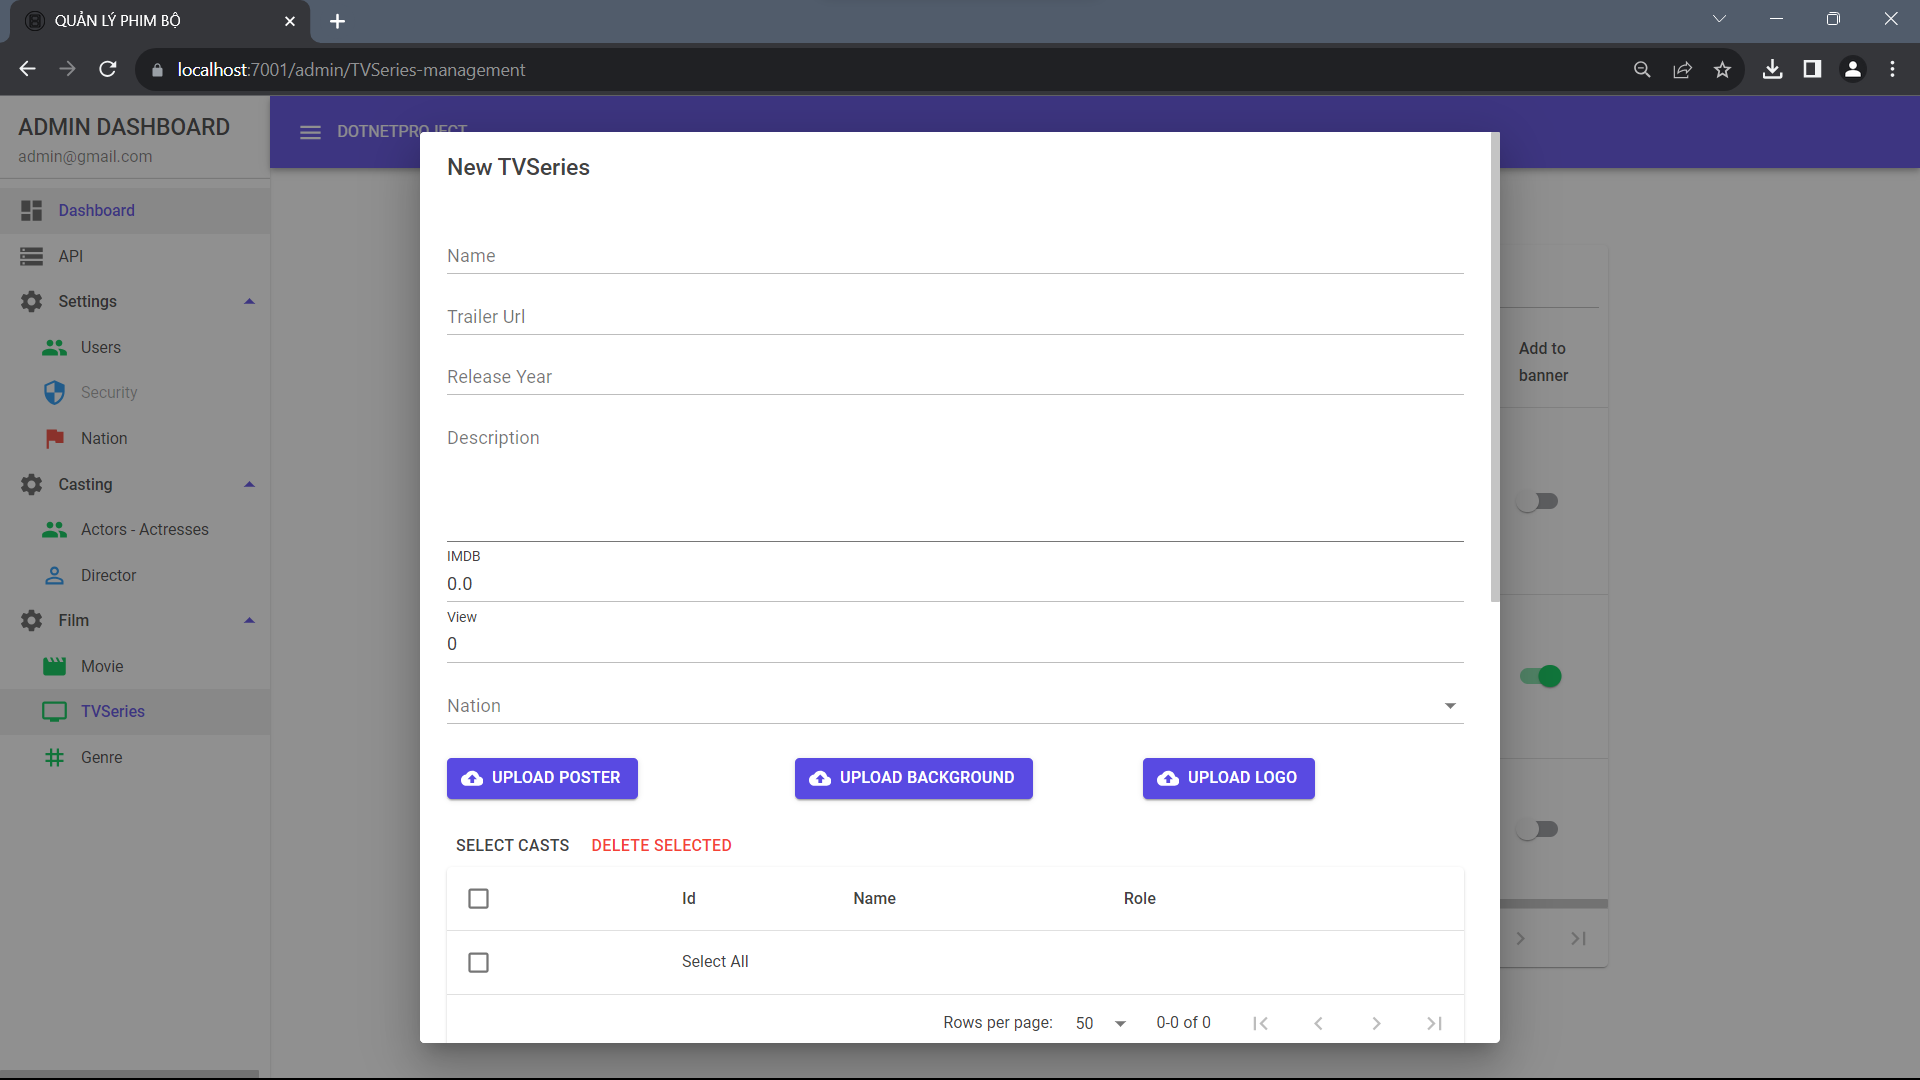 QUẢN LÝ PHIM BỘ
localhost:7001/admin/TVSeries-management
ADMIN DASHBOARD
admin@gmail.com
DOTNETPROJECT
Dashboard
API
Settings
Users
Security
Nation
Casting
Actors - Actresses
Director
Film
Movie
TVSeries
Genre
New TVSeries
Name
Trailer Url
Release Year
Description
IMDB
0.0
View
0
Nation
UPLOAD POSTER UPLOAD BACKGROUND UPLOAD LOGO
SELECT CASTS DELETE SELECTED
Id Name Role
Select All
Rows per page: 50 0-0 of 0
Add to
banner